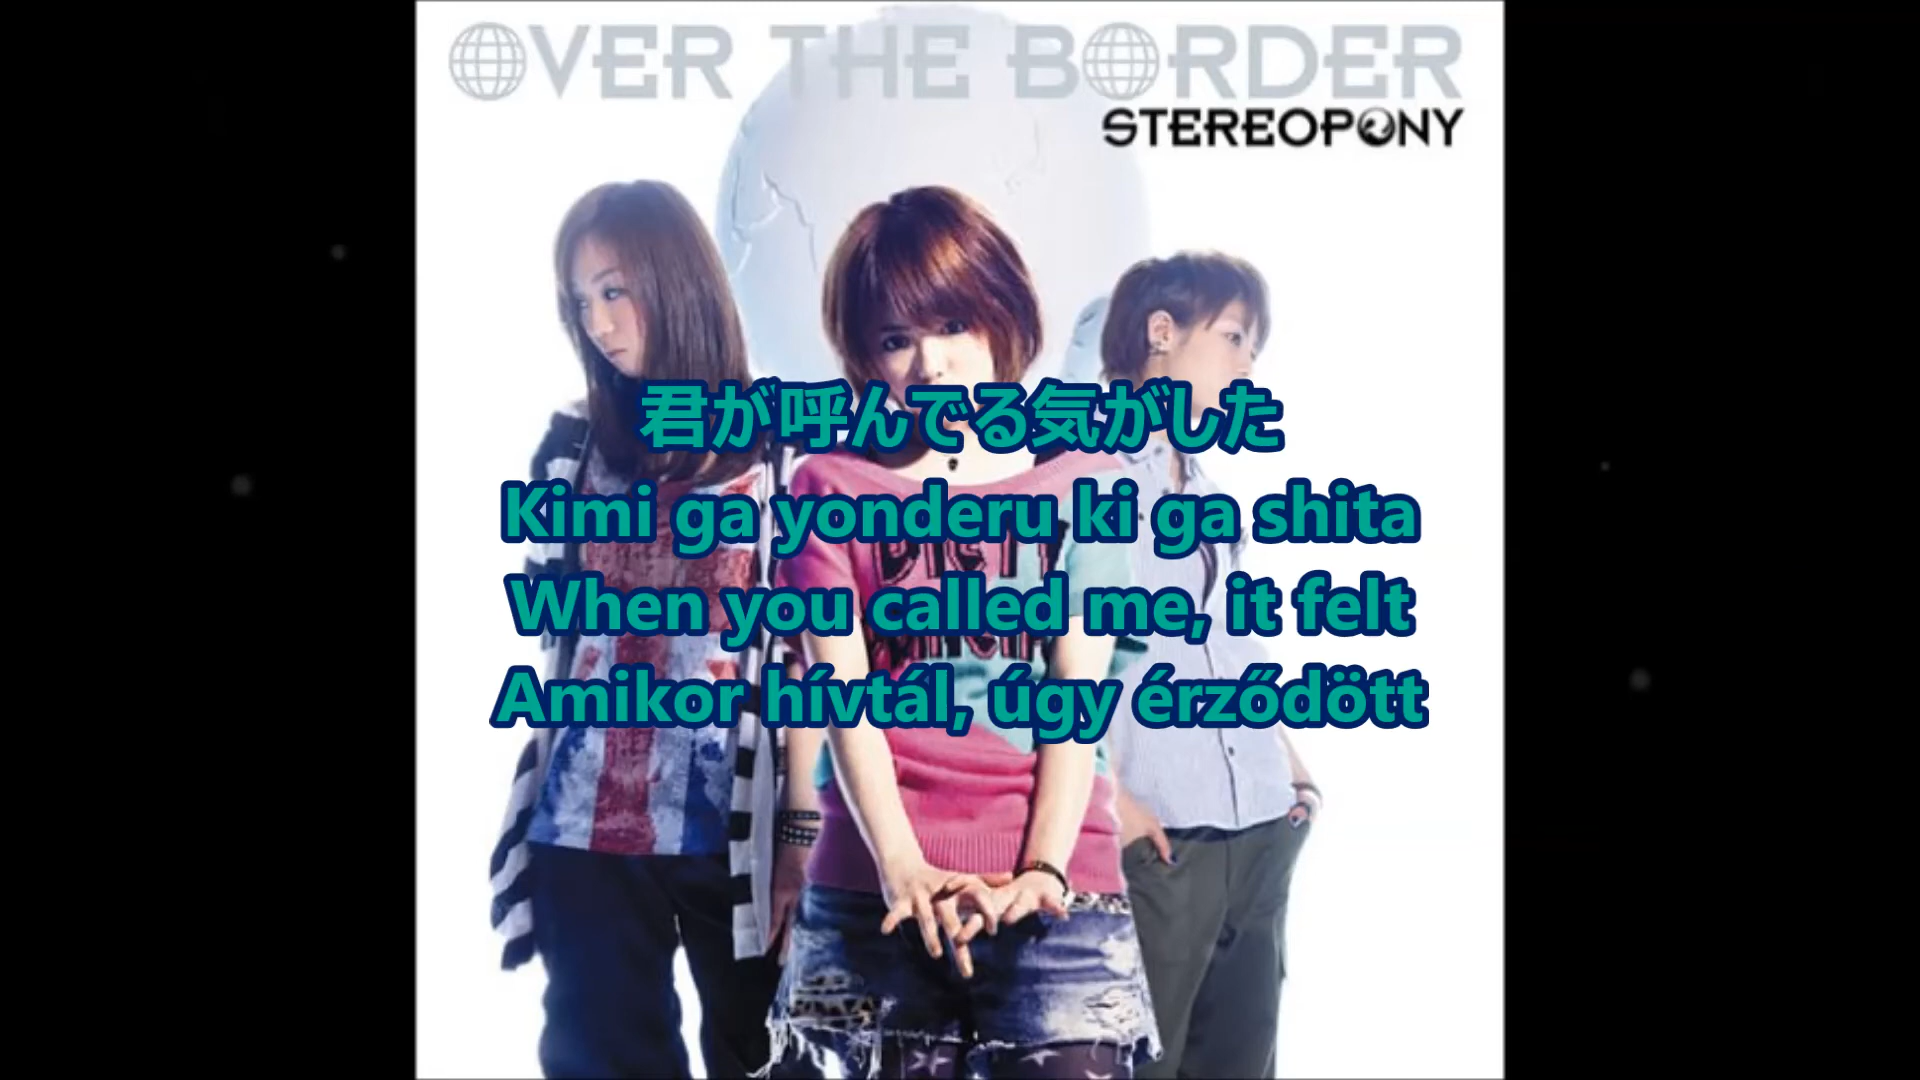 OVER THE BORDER
STEREOPONY
君が呼んでる気がした
Kimi ga yonderu ki ga shita
When you called me, it felt
Amikor hívtál, úgy érződött